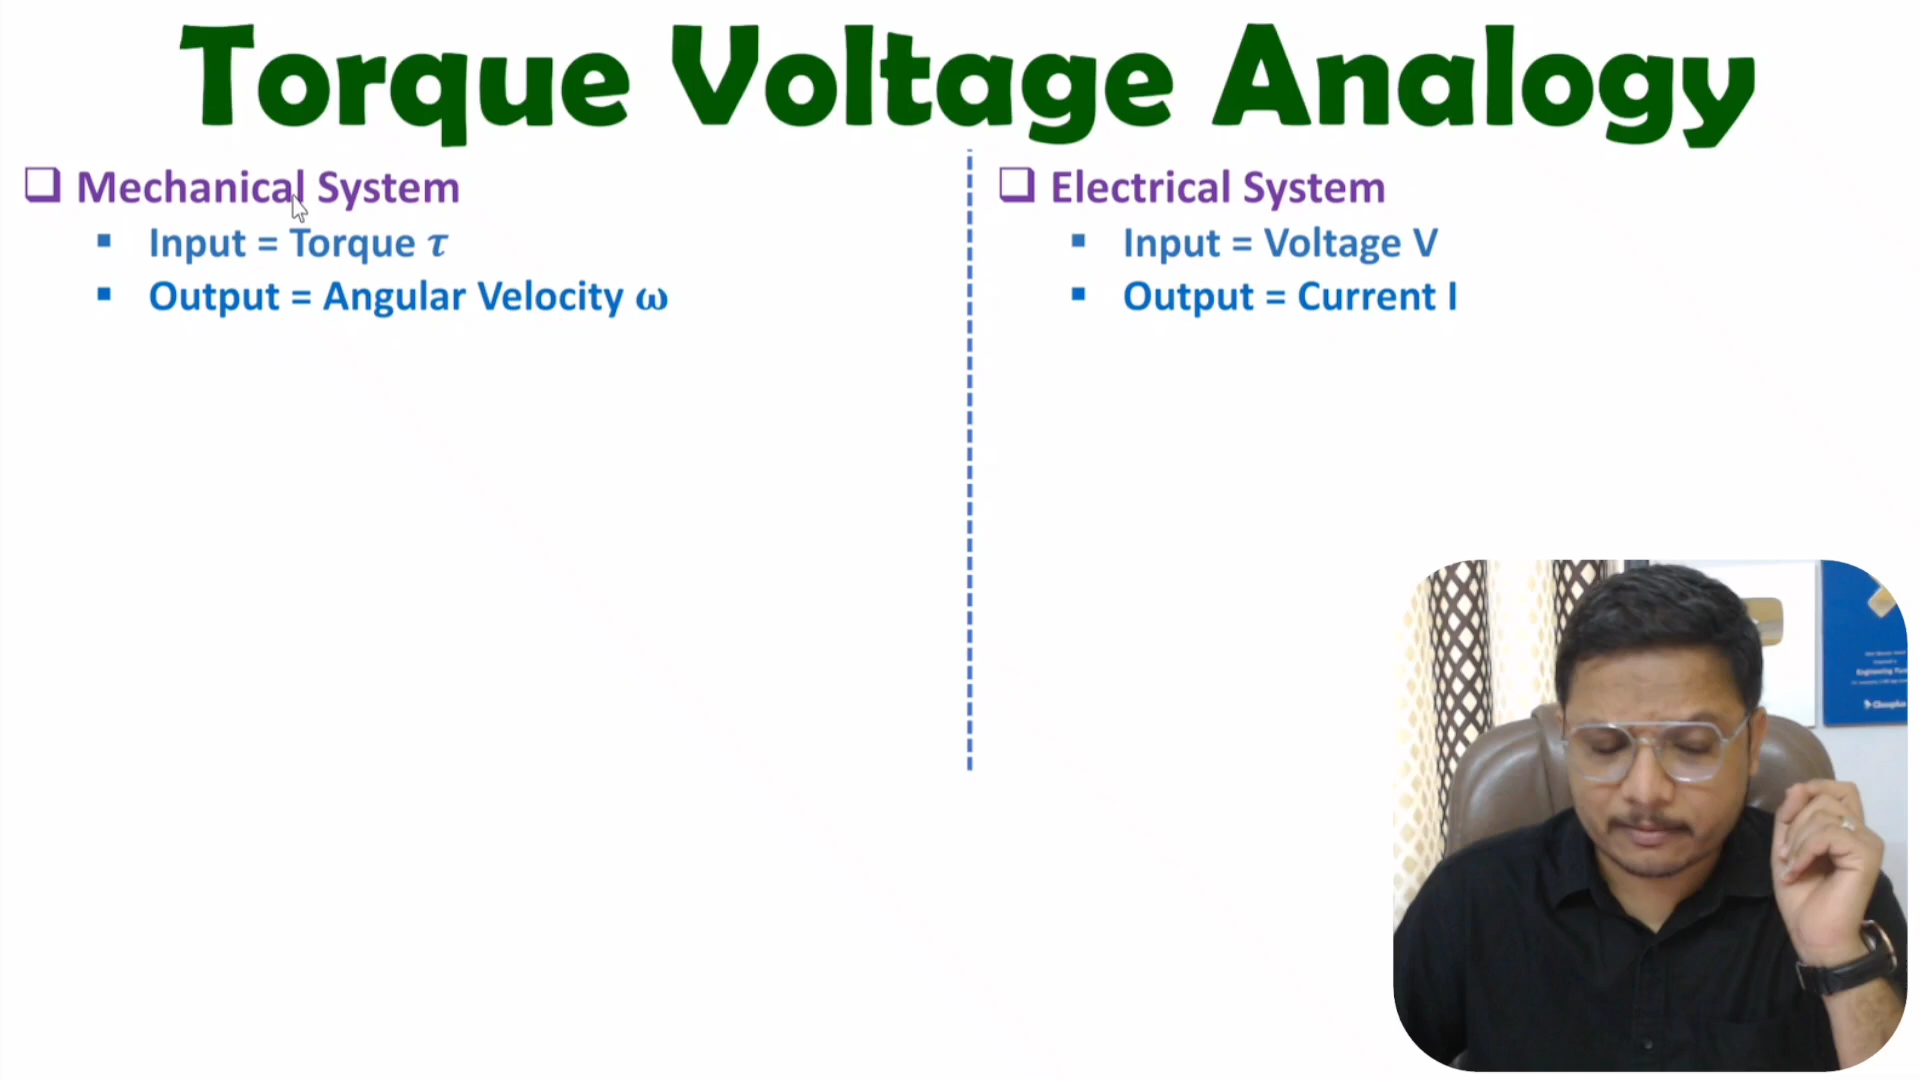 Torque Voltage Analogy
Mechanical System
Input = Torque τ
Output = Angular Velocity ω
Electrical System
Input = Voltage V
Output = Current I